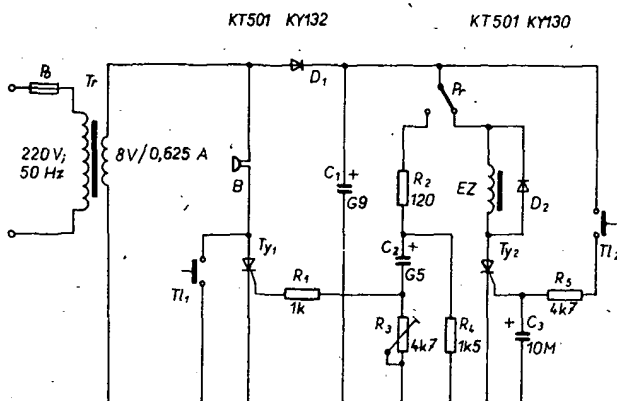 KT501 KY132
KT501 KY130
Po
Tr
D₁
Pr
220 V;
50 Hz
8V/0,625 A
B
C₁ +
G9
R₂
120
EZ
D₂
C₂ +
G5
Tl₁
Ty₁
R₁
1k
R₃
4k7
R₄
1k5
Ty₂
R₅
4k7
Tl₂
+ C₃
10M